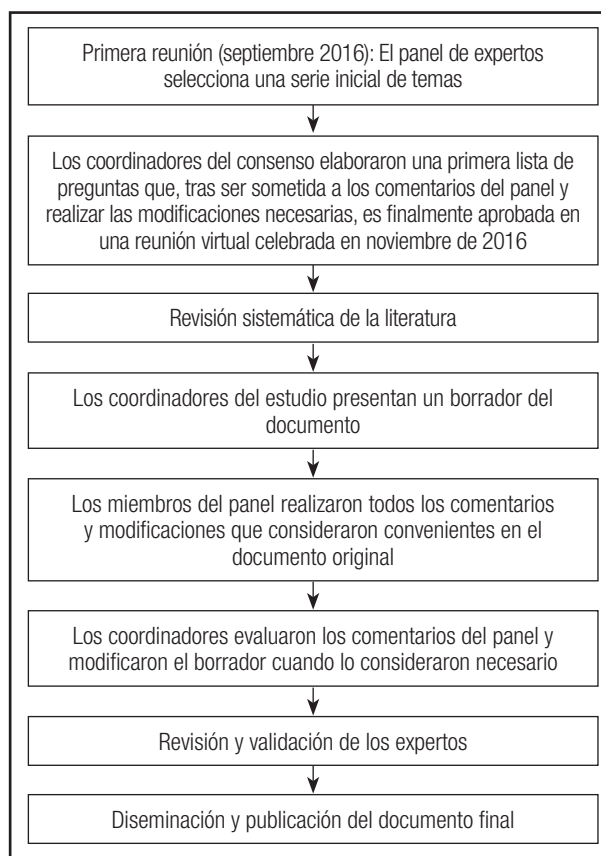 Primera reunión (septiembre 2016): El panel de expertos
selecciona una serie inicial de temas
Los coordinadores del consenso elaboraron una primera lista de
preguntas que, tras ser sometida a los comentarios del panel y
realizar las modificaciones necesarias, es finalmente aprobada en
una reunión virtual celebrada en noviembre de 2016
Revisión sistemática de la literatura
Los coordinadores del estudio presentan un borrador del
documento
Los miembros del panel realizaron todos los comentarios
y modificaciones que consideraron convenientes en el
documento original
Los coordinadores evaluaron los comentarios del panel y
modificaron el borrador cuando lo consideraron necesario
Revisión y validación de los expertos
Diseminación y publicación del documento final